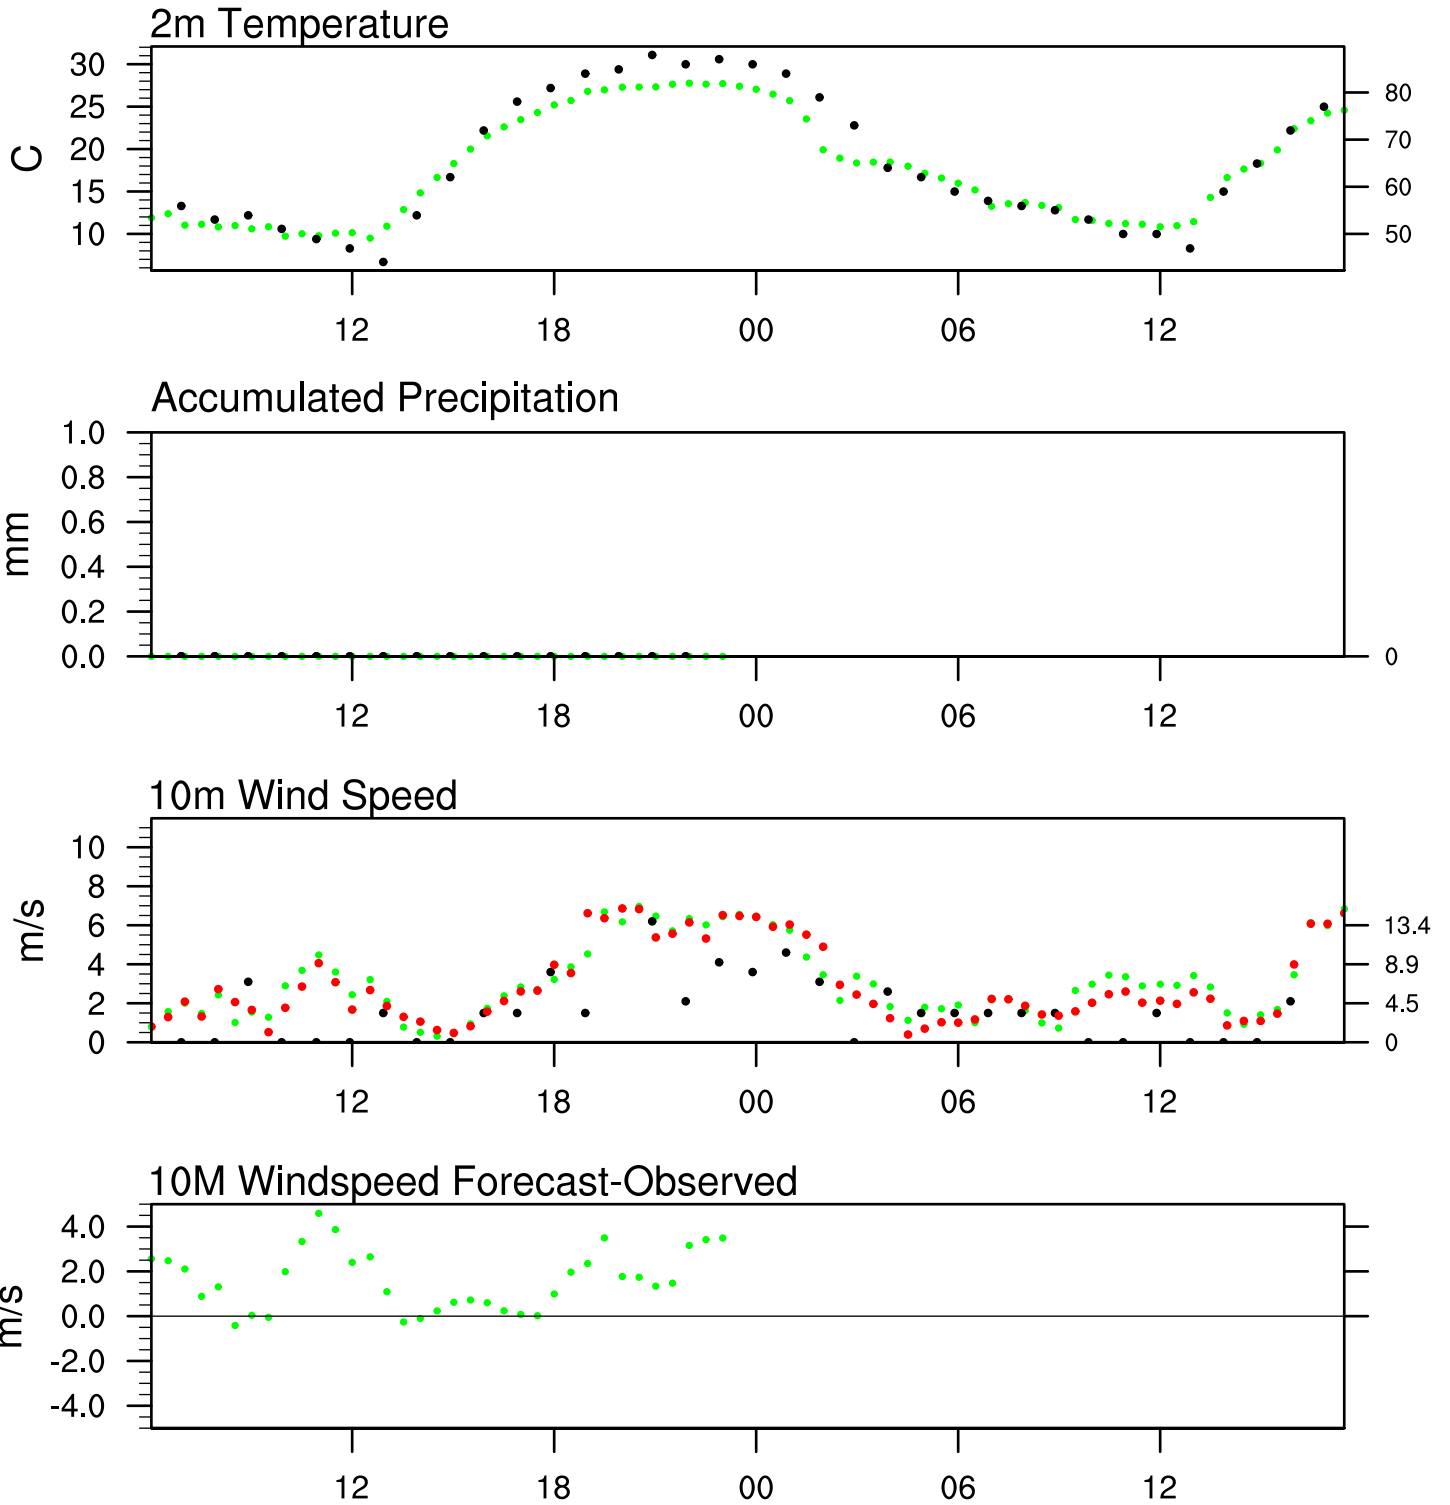 2m Temperature
30
25
20
15
10
C
80
70
60
50
12 18 00 06 12
Accumulated Precipitation
1.0
0.8
0.6
0.4
0.2
0.0
mm
0
12 18 00 06 12
10m Wind Speed
10
8
6
4
2
0
m/s
13.4
8.9
4.5
0
12 18 00 06 12
10M Windspeed Forecast-Observed
4.0
2.0
0.0
-2.0
-4.0
m/s
12 18 00 06 12